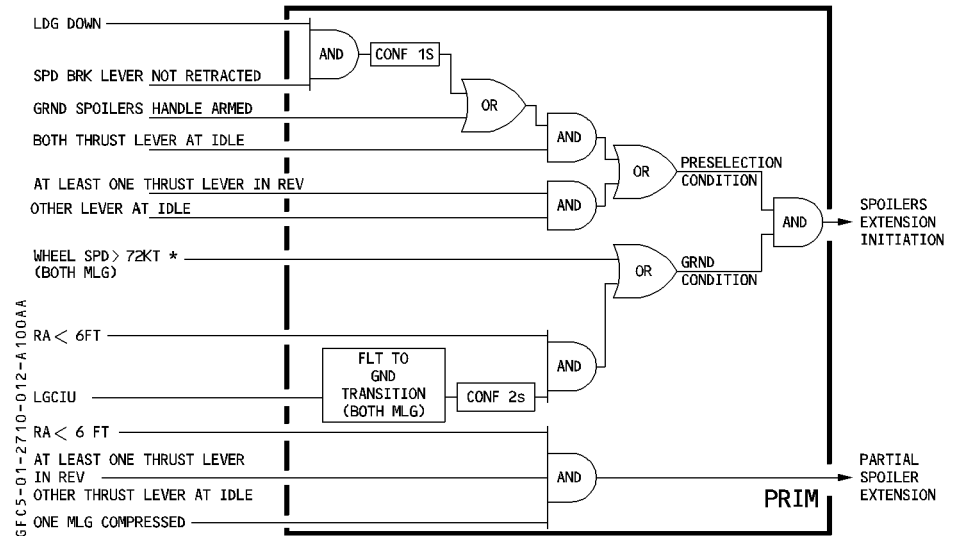 LDG DOWN
AND
CONF 1S
SPD BRK LEVER NOT RETRACTED
GRND SPOILERS HANDLE ARMED
OR
BOTH THRUST LEVER AT IDLE
AND
AT LEAST ONE THRUST LEVER IN REV
OTHER LEVER AT IDLE
AND
OR
PRESELECTION
CONDITION
AND
SPOILERS
EXTENSION
INITIATION
WHEEL SPD> 72KT *
(BOTH MLG)
OR
GRND
CONDITION
RA< 6FT
LGCIU
FLT TO
GND
TRANSITION
(BOTH MLG)
CONF 2s
AND
RA< 6 FT
AT LEAST ONE THRUST LEVER
IN REV
OTHER THRUST LEVER AT IDLE
ONE MLG COMPRESSED
AND
PRIM
PARTIAL
SPOILER
EXTENSION
GFC5-01-2710-012-A100AA